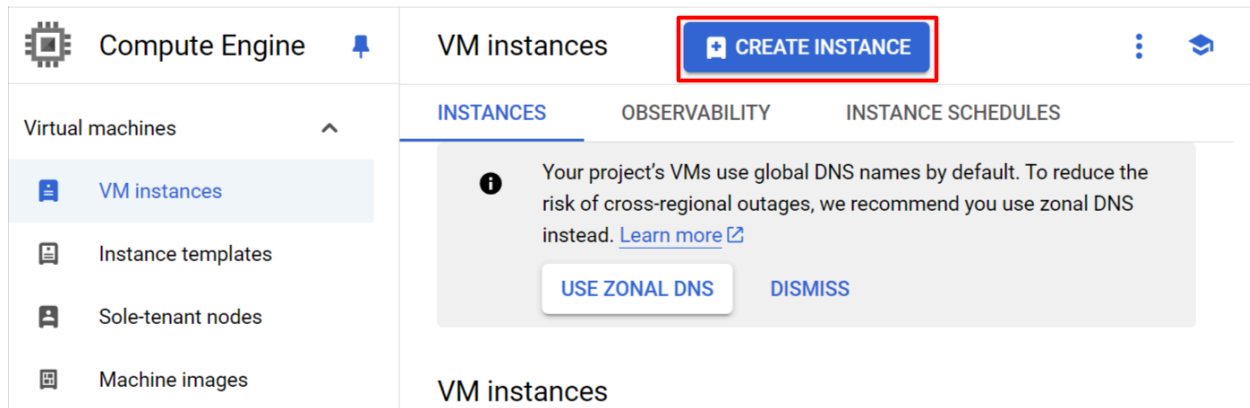 Compute Engine
Virtual machines
VM instances
Instance templates
Sole-tenant nodes
Machine images
VM instances
CREATE INSTANCE
INSTANCES
OBSERVABILITY
INSTANCE SCHEDULES
Your project's VMs use global DNS names by default. To reduce the
risk of cross-regional outages, we recommend you use zonal DNS
instead. Learn more
USE ZONAL DNS
DISMISS
VM instances